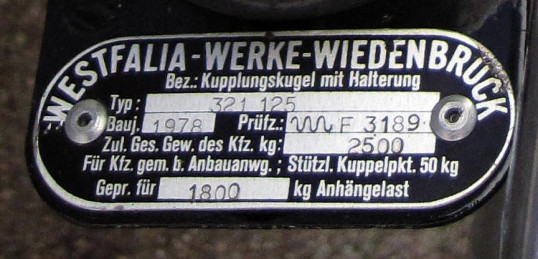 WESTFALIA-WERKE-WIEDENBRUCK
Bez.: Kupplungskugel mit Halterung
Typ: 321 125
Bauj. 1978 Prüfz.: F 3189
Zul. Ges. Gew. des Kfz. kg: 2500
Für Kfz. gem. b. Anbauanwg.; Stützl. Kuppelpkt. 50 kg
Gepr. für 1800 kg Anhängelast